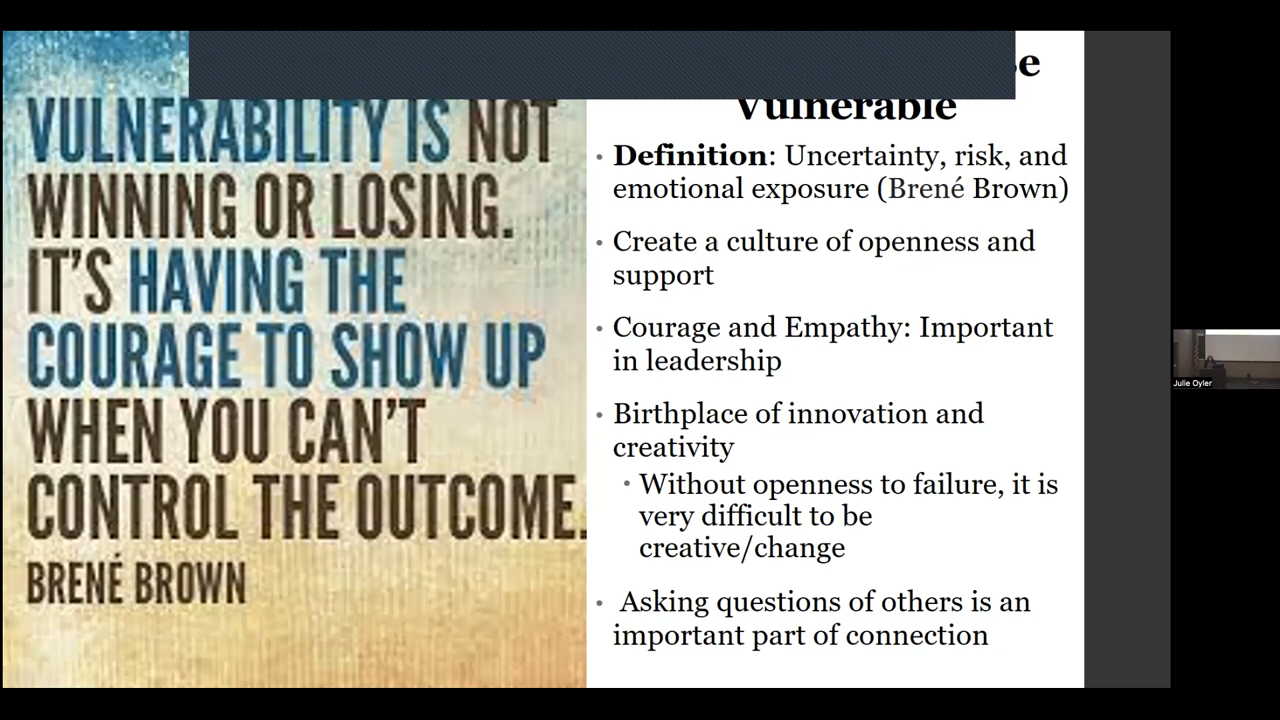 VULNERABILITY IS NOT
WINNING OR LOSING.
IT'S HAVING THE
COURAGE TO SHOW UP
WHEN YOU CAN'T
CONTROL THE OUTCOME.
BRENÉ BROWN
Vulnerable
• Definition: Uncertainty, risk, and
emotional exposure (Brené Brown)
• Create a culture of openness and
support
• Courage and Empathy: Important
in leadership
• Birthplace of innovation and
creativity
• Without openness to failure, it is
very difficult to be
creative/change
• Asking questions of others is an
important part of connection
Julie Oyler